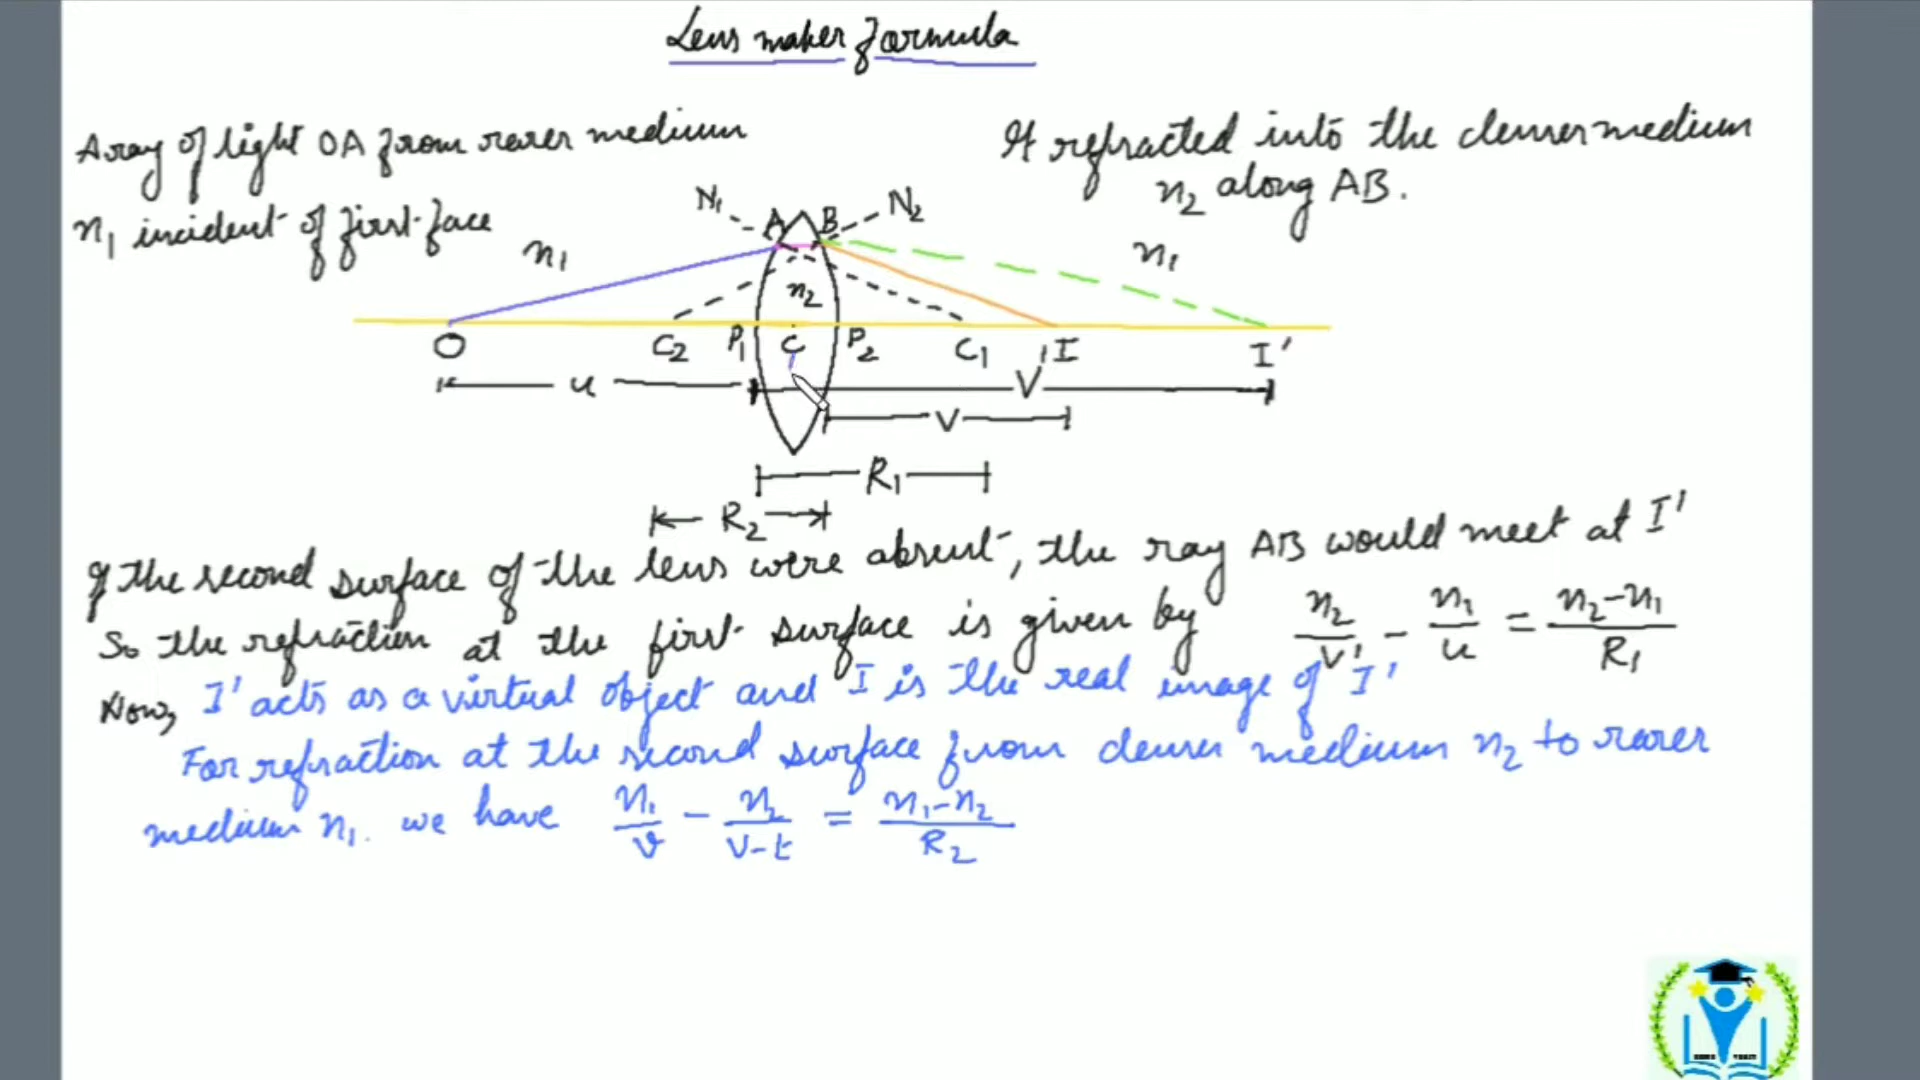 Lens maker formula
A ray of light OA from rarer medium
n₁ incident of first face
It refracted into the denser medium
n₂ along AB.
N₁ A B N₂
n₁ n₂ n₁
O C₂ P₁ C P₂ C₁ I I'
u V
V
R₁
R₂
If the second surface of the lens were absent, the ray AB would meet at I'
So the refraction at the first surface is given by n₂/v' - n₁/u = n₂-n₁/R₁
Now, I' acts as a virtual object and I is the real image of I'
For refraction at the second surface from denser medium n₂ to rarer
medium n₁. we have n₁/v - n₂/v-t = n₁-n₂/R₂